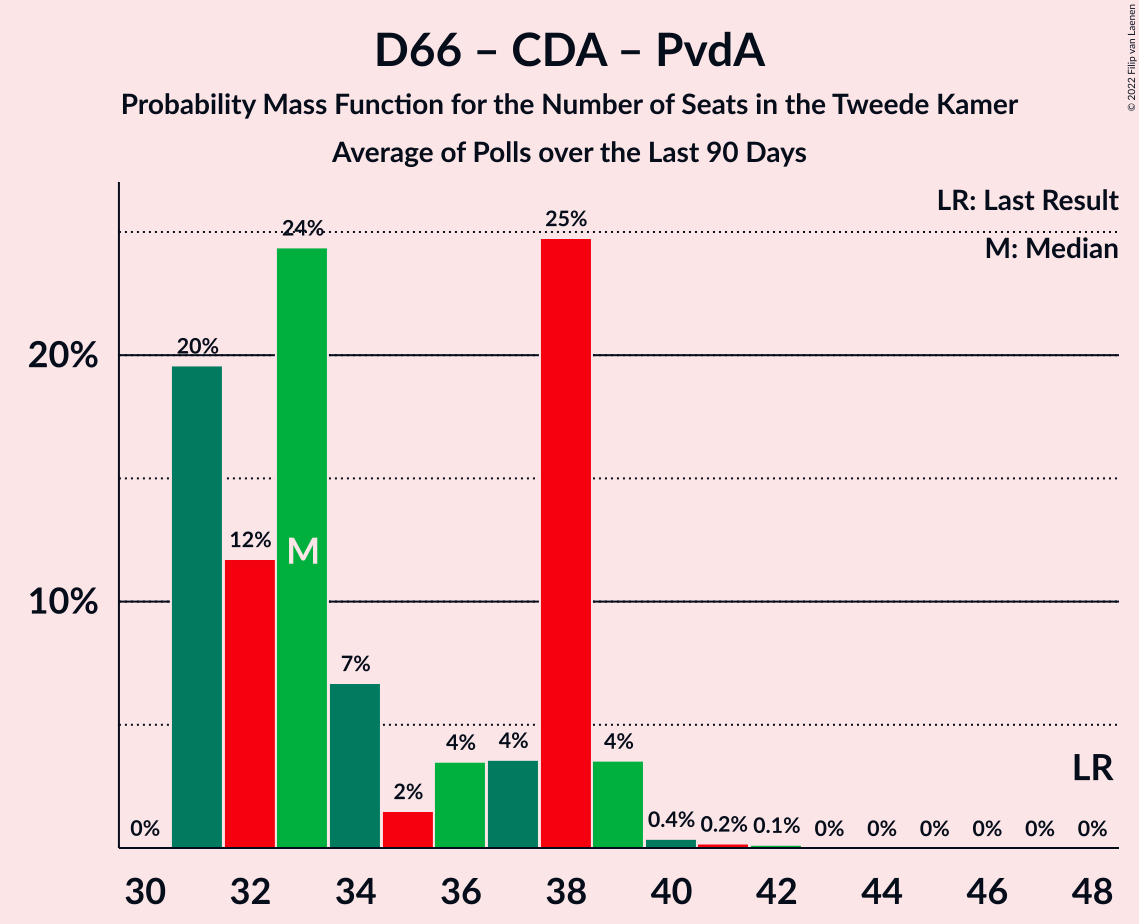 D66 – CDA – PvdA
Probability Mass Function for the Number of Seats in the Tweede Kamer
Average of Polls over the Last 90 Days
© 2022 Filip van Laenen
LR: Last Result
M: Median
20%
10%
0%
20%
12%
24%
M
7%
2%
4%
4%
25%
4%
0.4%
0.2%
0.1%
0%
0%
0%
0%
0%
0%
LR
30 32 34 36 38 40 42 44 46 48